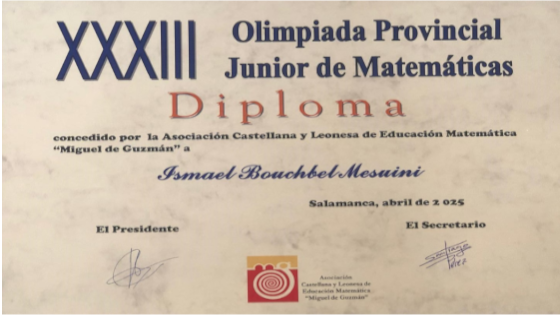 XXXIII
Olimpiada Provincial
Junior de Matemáticas
Diploma
concedido por la Asociación Castellana y Leonesa de Educación Matemática
“Miguel de Guzmán” a
Ismael Bouchbel Mesuini
Salamanca, abril de 2 025
El Presidente
El Secretario
Santiago
mg
Asociación
Castellana y Leonesa de
Educación Matemática
“Miguel de Guzmán”